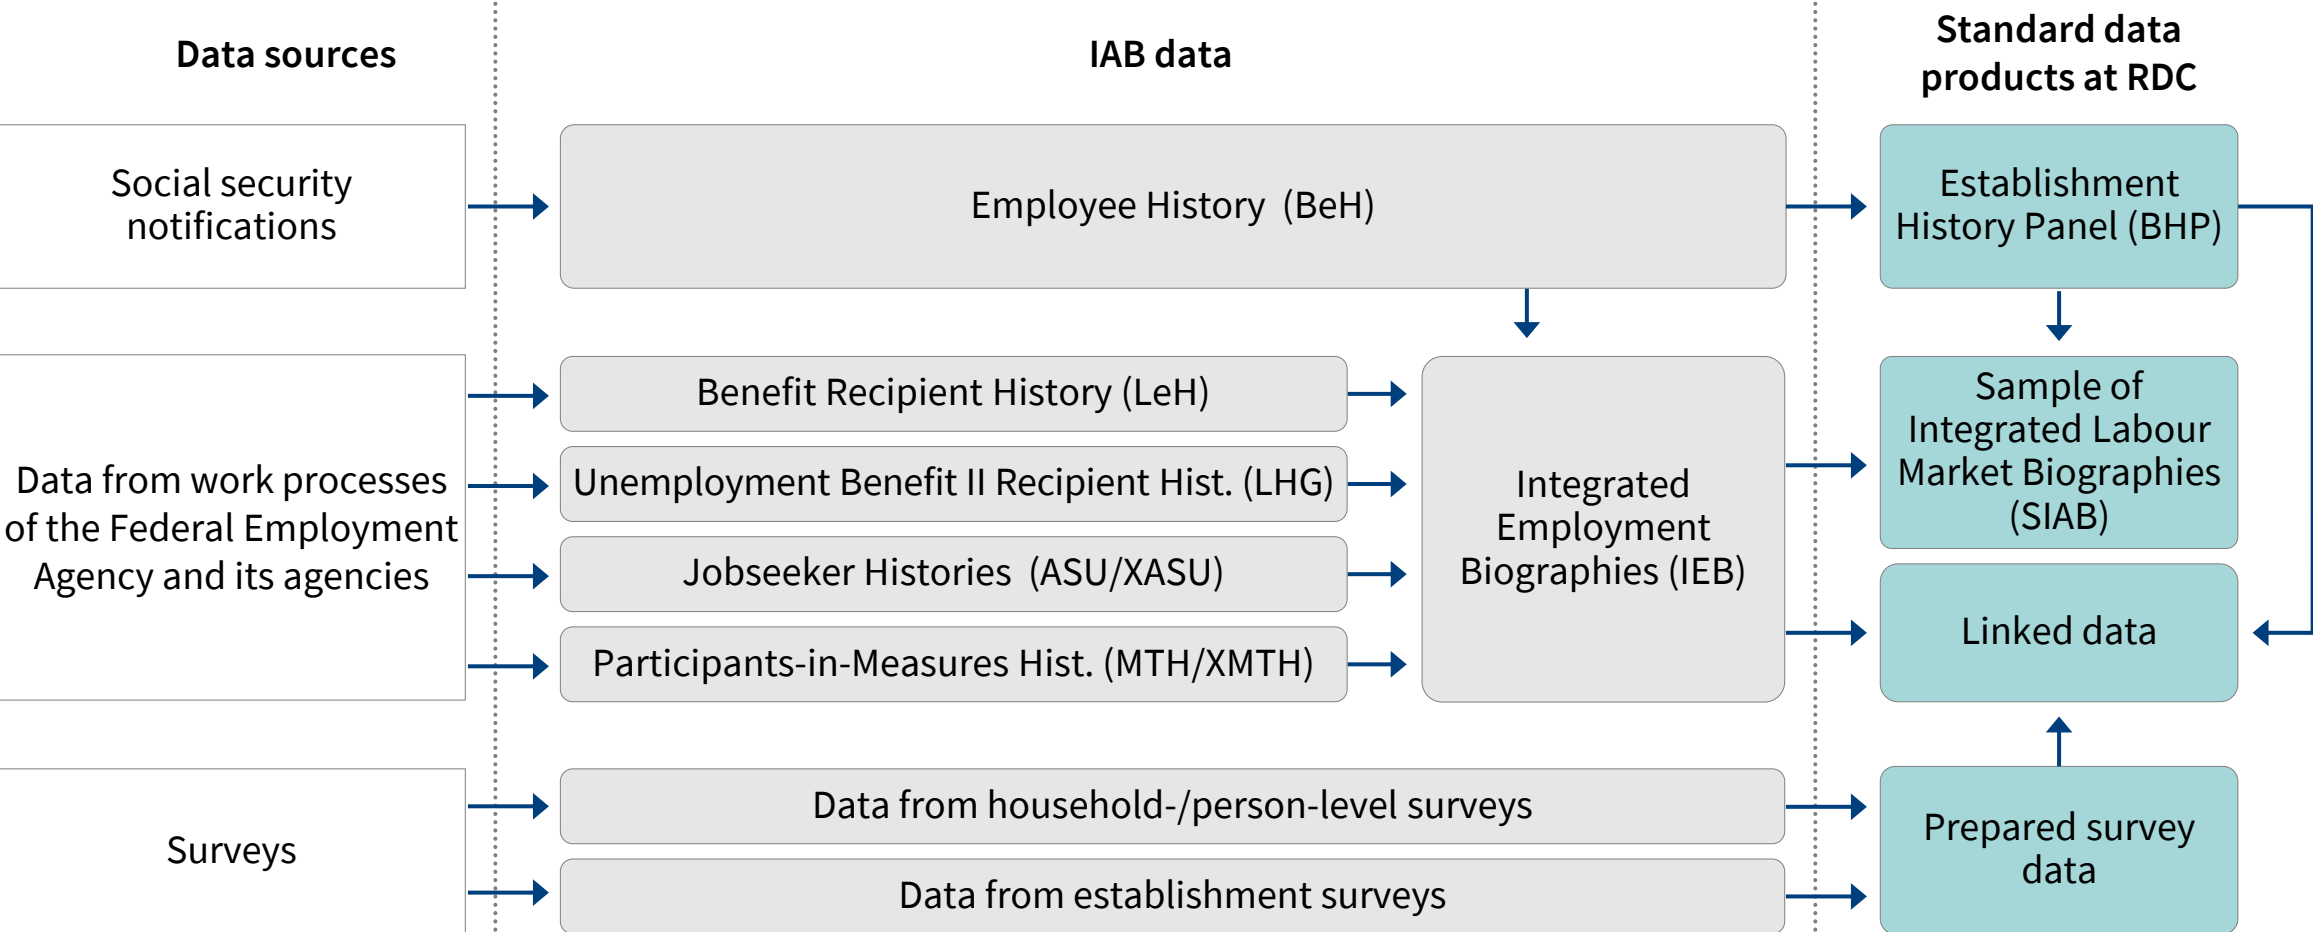 Data sources
IAB data
Standard data
products at RDC
Social security
notifications
Employee History (BeH)
Establishment
History Panel (BHP)
Data from work processes
of the Federal Employment
Agency and its agencies
Benefit Recipient History (LeH)
Unemployment Benefit II Recipient Hist. (LHG)
Jobseeker Histories (ASU/XASU)
Participants-in-Measures Hist. (MTH/XMTH)
Integrated
Employment
Biographies (IEB)
Sample of
Integrated Labour
Market Biographies
(SIAB)
Linked data
Surveys
Data from household-/person-level surveys
Data from establishment surveys
Prepared survey
data